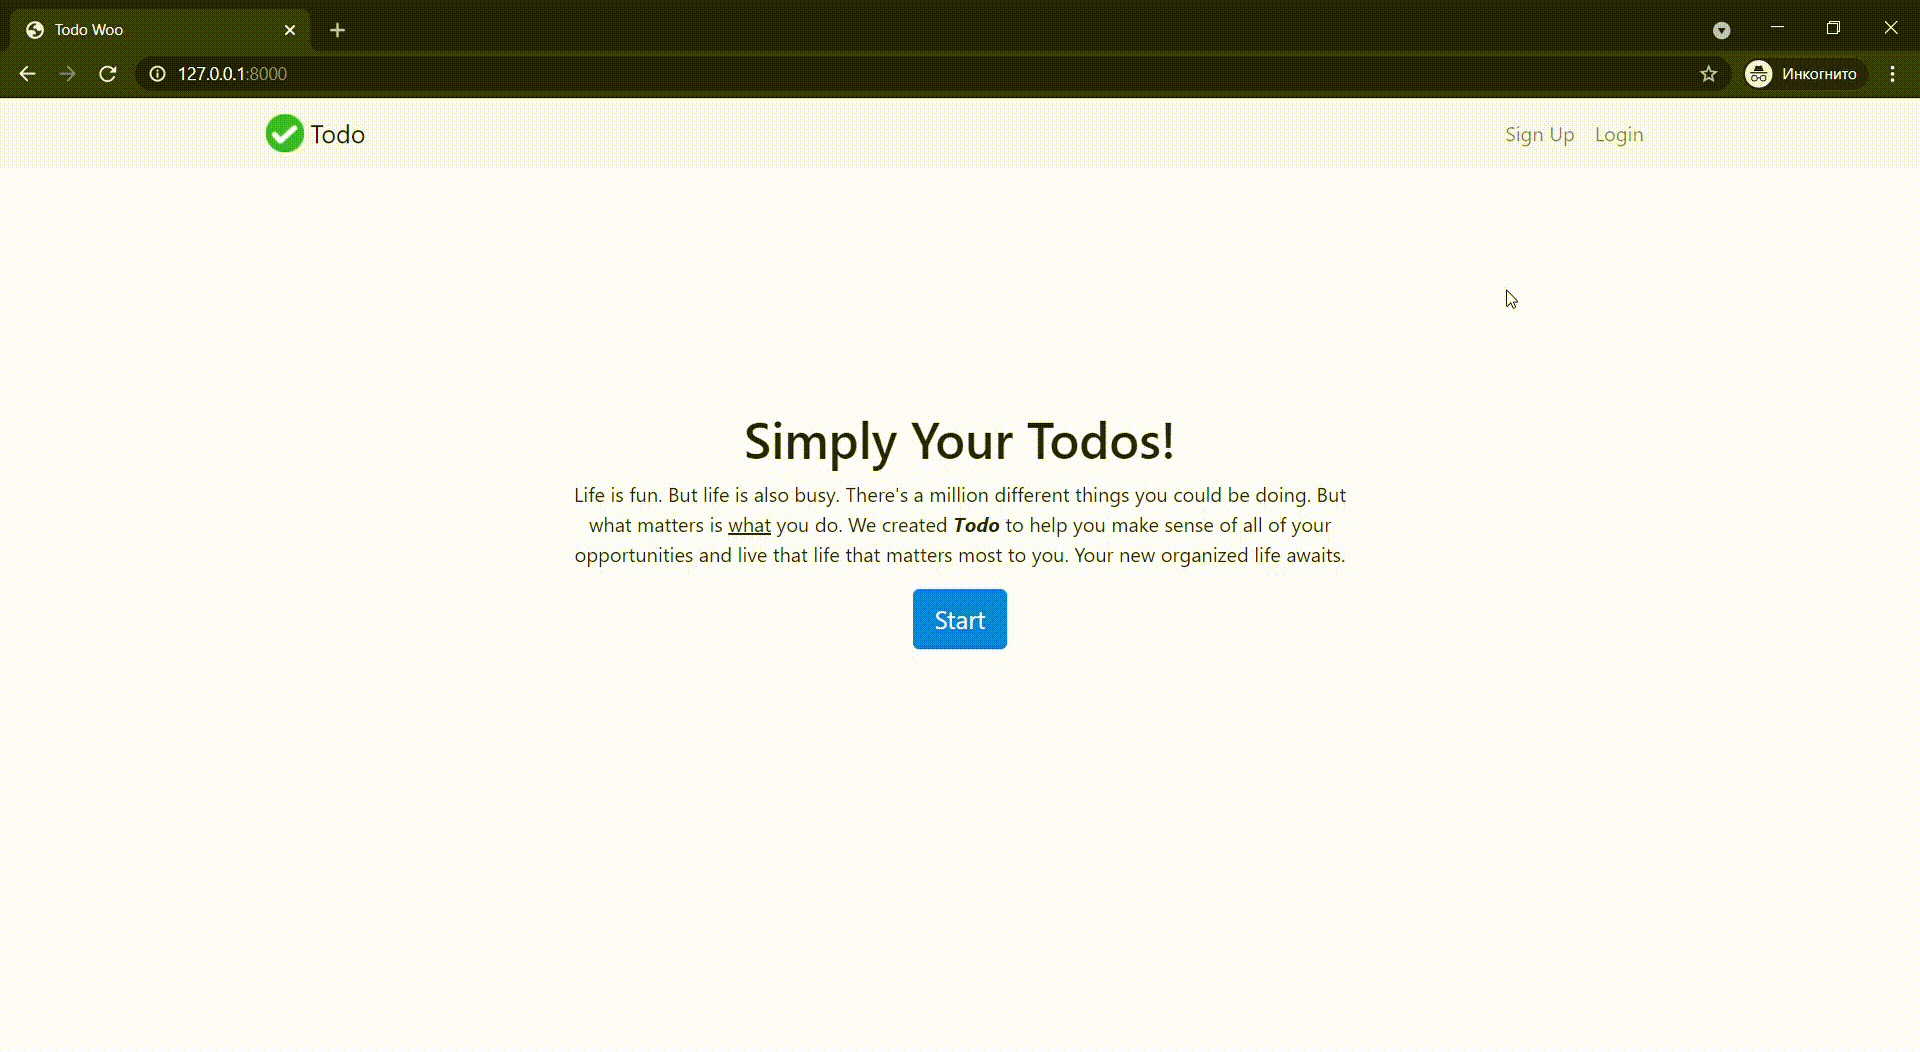 Todo Woo
127.0.0.1:8000
Инкогнито
Todo
Sign Up
Login
Simply Your Todos!
Life is fun. But life is also busy. There's a million different things you could be doing. But
what matters is what you do. We created Todo to help you make sense of all of your
opportunities and live that life that matters most to you. Your new organized life awaits.
Start